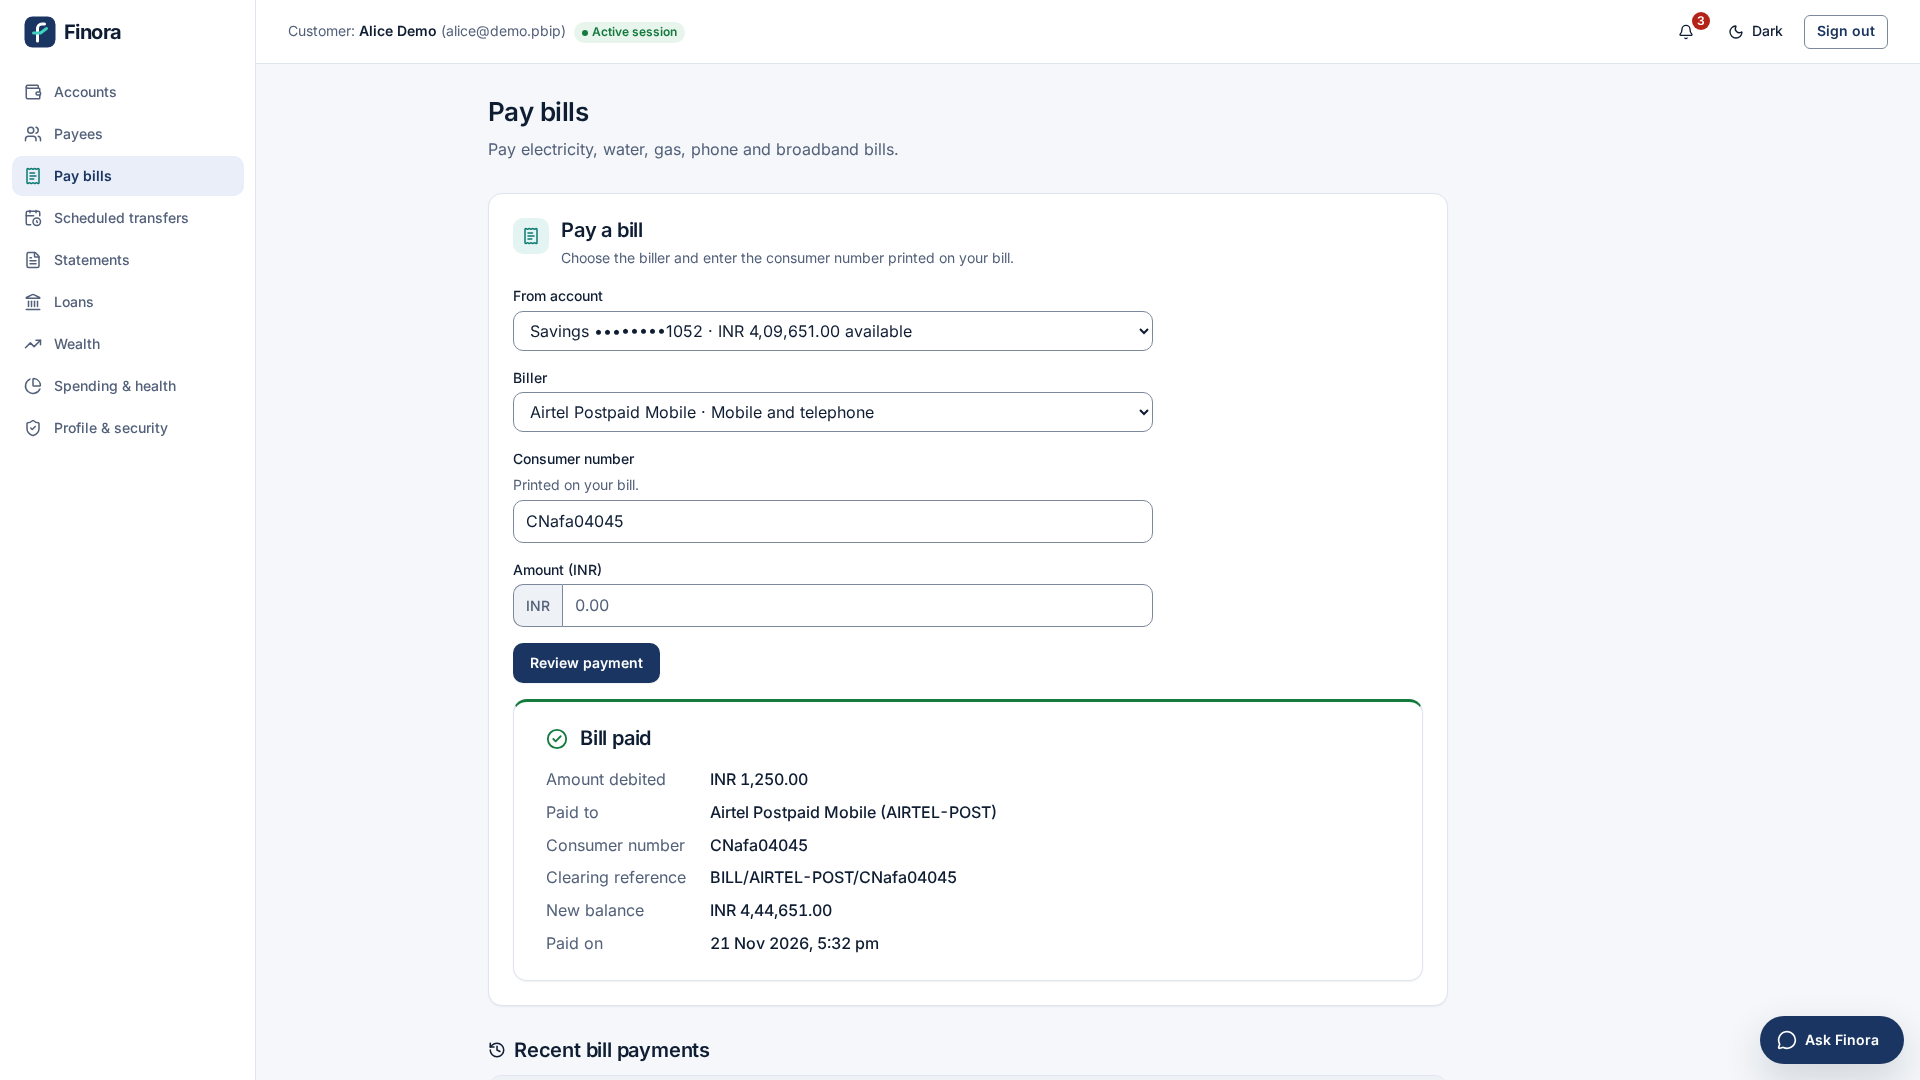 Finora
Customer: Alice Demo (alice@demo.pbip) Active session
3
Dark
Sign out
Accounts
Payees
Pay bills
Scheduled transfers
Statements
Loans
Wealth
Spending & health
Profile & security
Pay bills
Pay electricity, water, gas, phone and broadband bills.
Pay a bill
Choose the biller and enter the consumer number printed on your bill.
From account
Savings ••••••••1052 · INR 4,09,651.00 available
Biller
Airtel Postpaid Mobile · Mobile and telephone
Consumer number
Printed on your bill.
CNafa04045
Amount (INR)
INR 0.00
Review payment
Bill paid
Amount debited INR 1,250.00
Paid to Airtel Postpaid Mobile (AIRTEL-POST)
Consumer number CNafa04045
Clearing reference BILL/AIRTEL-POST/CNafa04045
New balance INR 4,44,651.00
Paid on 21 Nov 2026, 5:32 pm
Recent bill payments
Ask Finora